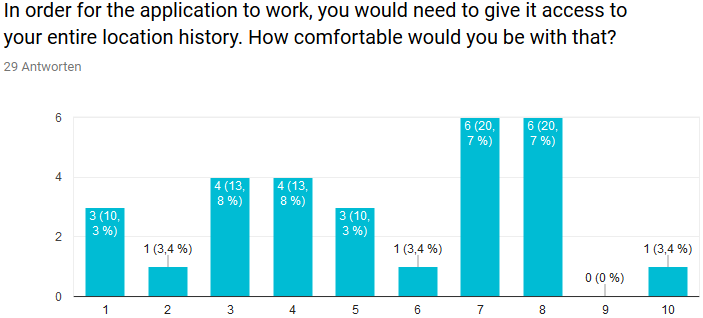 In order for the application to work, you would need to give it access to
your entire location history. How comfortable would you be with that?
29 Antworten
6
4
2
0
3 (10,
3 %)
1 (3,4 %)
4 (13,
8 %)
4 (13,
8 %)
3 (10,
3 %)
1 (3,4 %)
6 (20,
7 %)
6 (20,
7 %)
0 (0 %)
1 (3,4 %)
1 2 3 4 5 6 7 8 9 10